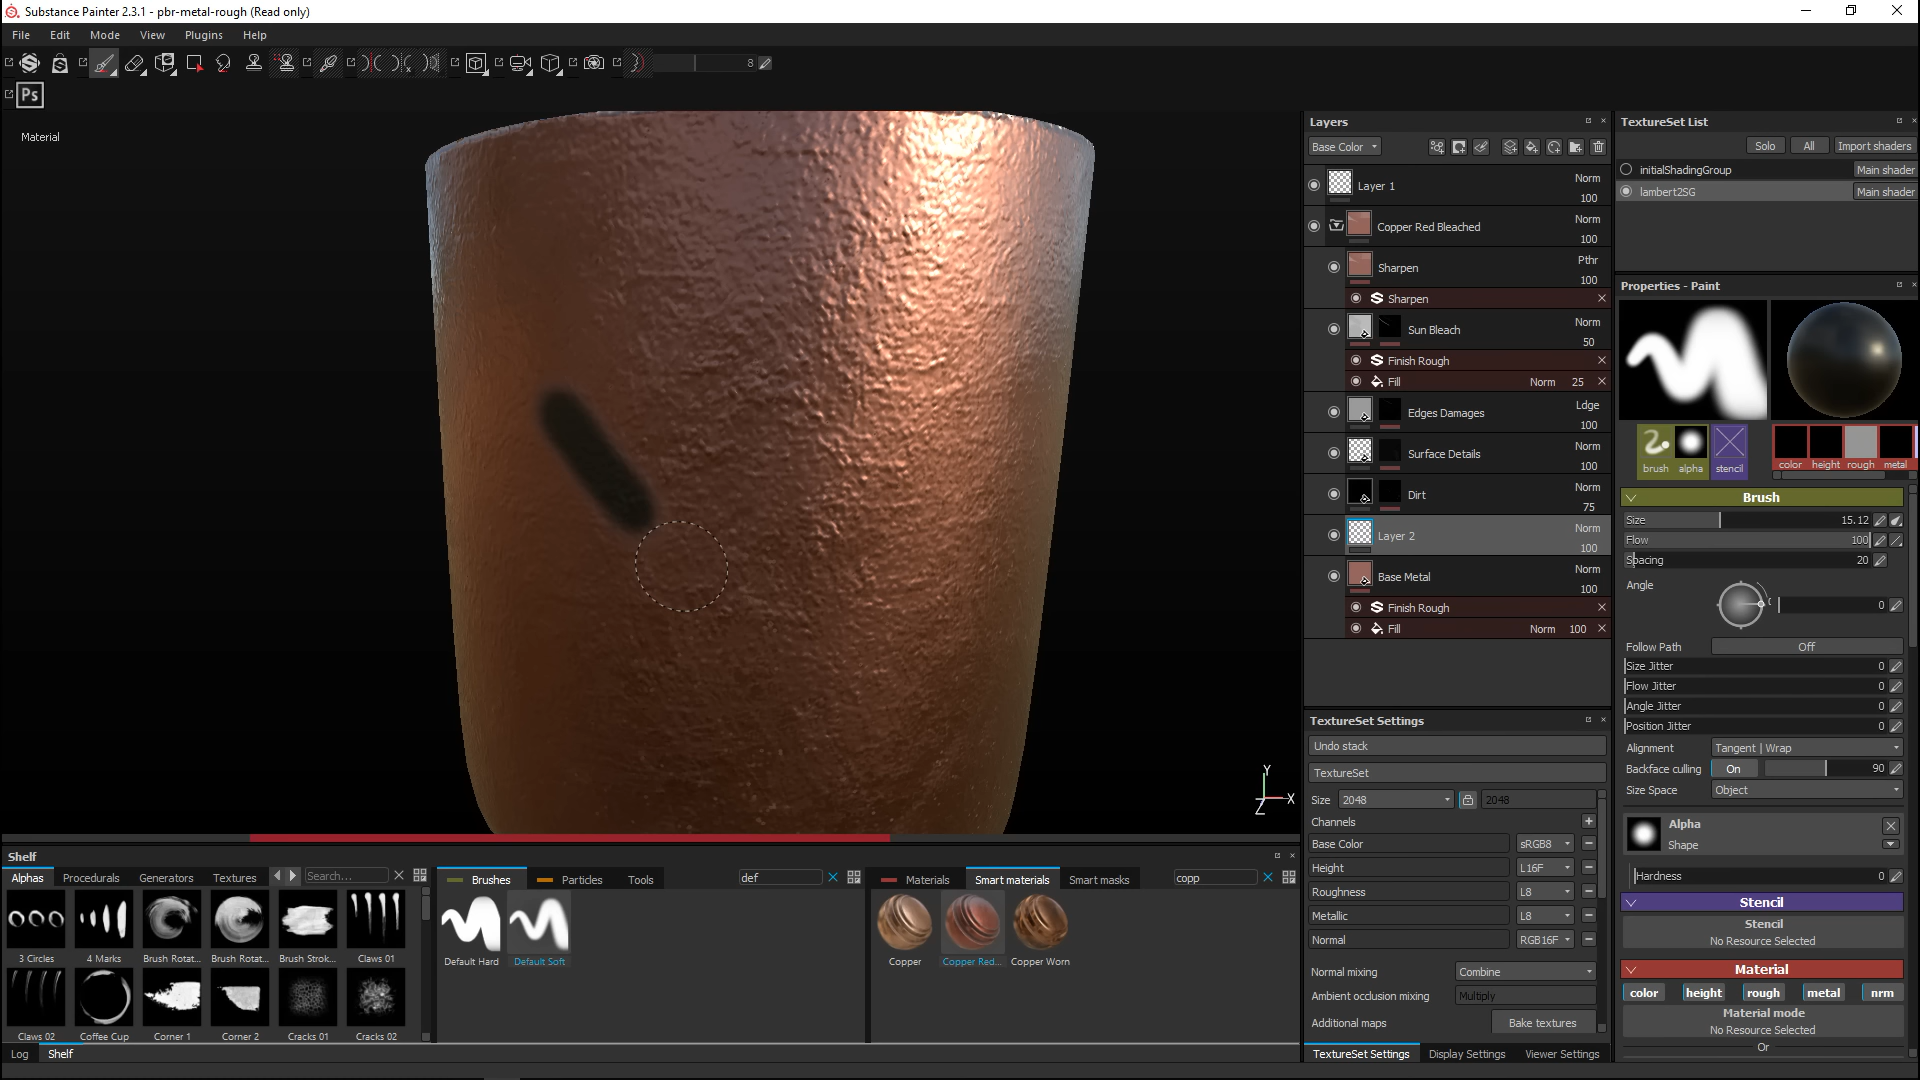 Substance Painter 2.3.1 - pbr-metal-rough (Read only)
File Edit Mode View Plugins Help
8
Ps
Material
Layers
Base Color
Layer 1 Norm 100
Copper Red Bleached Norm 100
Sharpen Pthr 100
Sharpen
Sun Bleach Norm 50
Finish Rough
Fill Norm 25
Edges Damages Ldge 100
Surface Details Norm 100
Dirt Norm 75
Layer 2 Norm 100
Base Metal Norm 100
Finish Rough
Fill Norm 100
Y
X
Z
TextureSet List
Solo All Import shaders
initialShadingGroup Main shader
lambert2SG Main shader
Properties - Paint
brush alpha stencil color height rough metal
Brush
Size 15.12
Flow 100
Spacing 20
Angle 0
Follow Path Off
Size Jitter 0
Flow Jitter 0
Angle Jitter 0
Position Jitter 0
Alignment Tangent | Wrap
Backface culling On 90
Size Space Object
Alpha
Shape
Hardness 0
Stencil
Stencil
No Resource Selected
Material
color height rough metal nrm
Material mode
No Resource Selected
Or
TextureSet Settings
Undo stack
TextureSet
Size 2048 2048
Channels
Base Color sRGB8
Height L16F
Roughness L8
Metallic L8
Normal RGB16F
Normal mixing Combine
Ambient occlusion mixing Multiply
Additional maps Bake textures
TextureSet Settings Display Settings Viewer Settings
Shelf
Alphas Procedurals Generators Textures Search...
3 Circles 4 Marks Brush Rotat... Brush Rotat... Brush Strok... Claws 01
Claws 02 Coffee Cup Corner 1 Corner 2 Cracks 01 Cracks 02
Brushes Particles Tools def
Default Hard Default Soft
Materials Smart materials Smart masks copp
Copper Copper Red... Copper Worn
Log Shelf